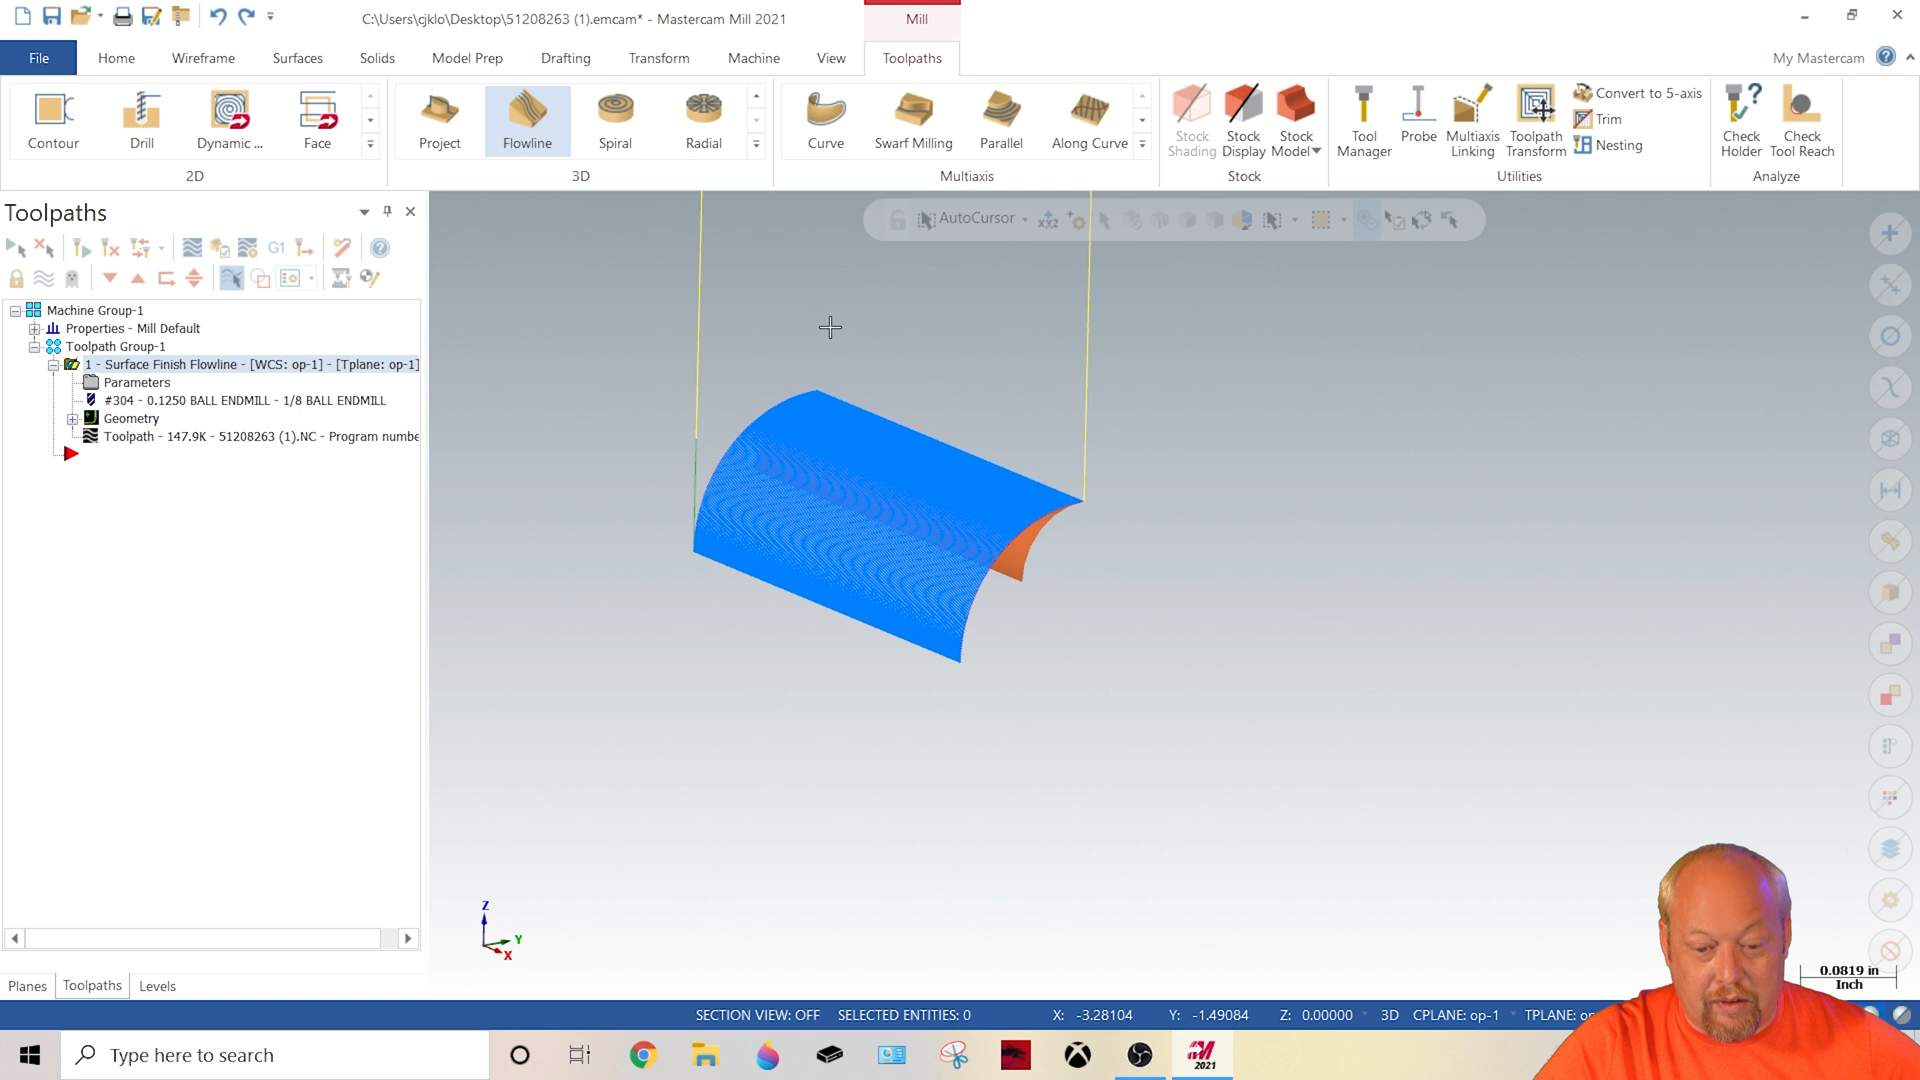 C:\Users\cjklo\Desktop\51208263 (1).emcam* - Mastercam Mill 2021
Mill
File
Home
Wireframe
Surfaces
Solids
Model Prep
Drafting
Transform
Machine
View
Toolpaths
My Mastercam
Contour
Drill
Dynamic ...
Face
Project
Flowline
Spiral
Radial
Curve
Swarf Milling
Parallel
Along Curve
Stock Shading
Stock Display
Stock Model
Tool Manager
Probe
Multiaxis Linking
Toolpath Transform
Convert to 5-axis
Trim
Nesting
Check Holder
Check Tool Reach
2D
3D
Multiaxis
Stock
Utilities
Analyze
Toolpaths
G1
AutoCursor
Machine Group-1
Properties - Mill Default
Toolpath Group-1
1 - Surface Finish Flowline - [WCS: op-1] - [Tplane: op-1]
Parameters
#304 - 0.1250 BALL ENDMILL - 1/8 BALL ENDMILL
Geometry
Toolpath - 147.9K - 51208263 (1).NC - Program numbe
Z
Y
X
0.0819 in
Inch
Planes
Toolpaths
Levels
SECTION VIEW: OFF
SELECTED ENTITIES: 0
X: -3.28104
Y: -1.49084
Z: 0.00000
3D
CPLANE: op-1
TPLANE: op
Type here to search
2021